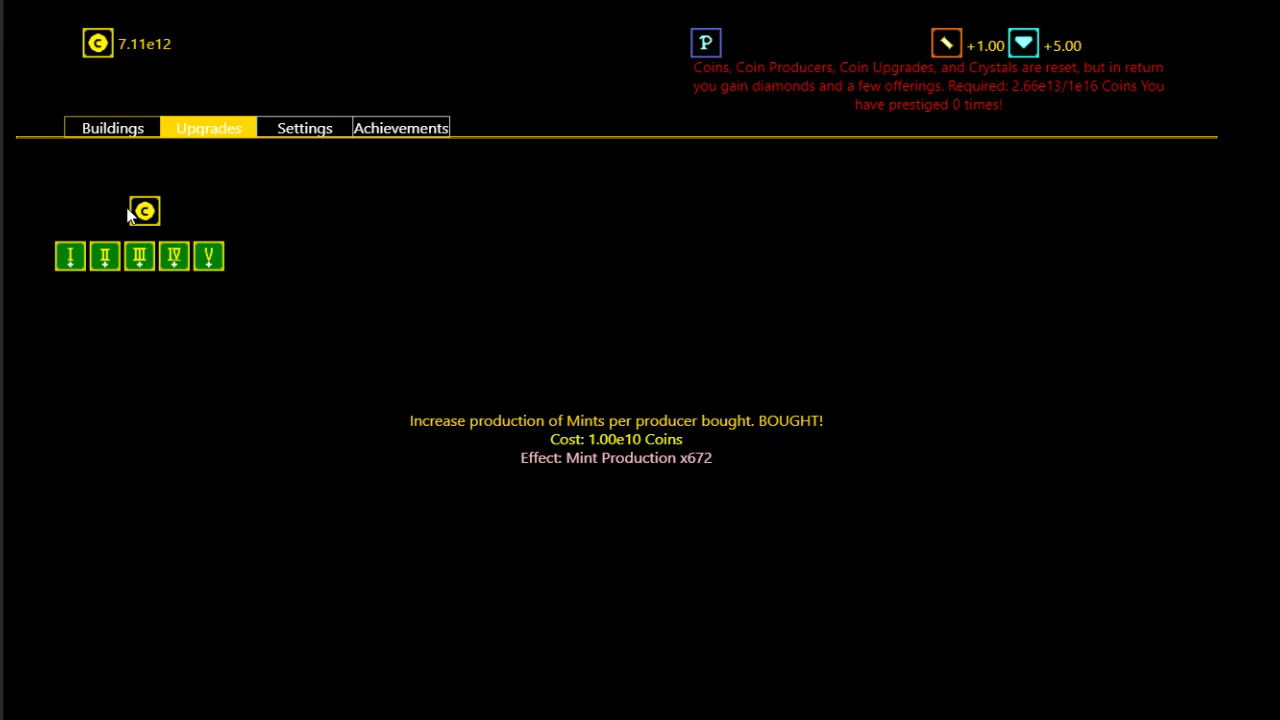 C 7.11e12
P
+1.00 +5.00
Coins, Coin Producers, Coin Upgrades, and Crystals are reset, but in return
you gain diamonds and a few offerings. Required: 2.66e13/1e16 Coins You
have prestiged 0 times!
Buildings Upgrades Settings Achievements
C
I II III IV V
+ + + + +
Increase production of Mints per producer bought. BOUGHT!
Cost: 1.00e10 Coins
Effect: Mint Production x672